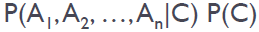 P(A₁,A₂, …,Aₙ|C) P(C)